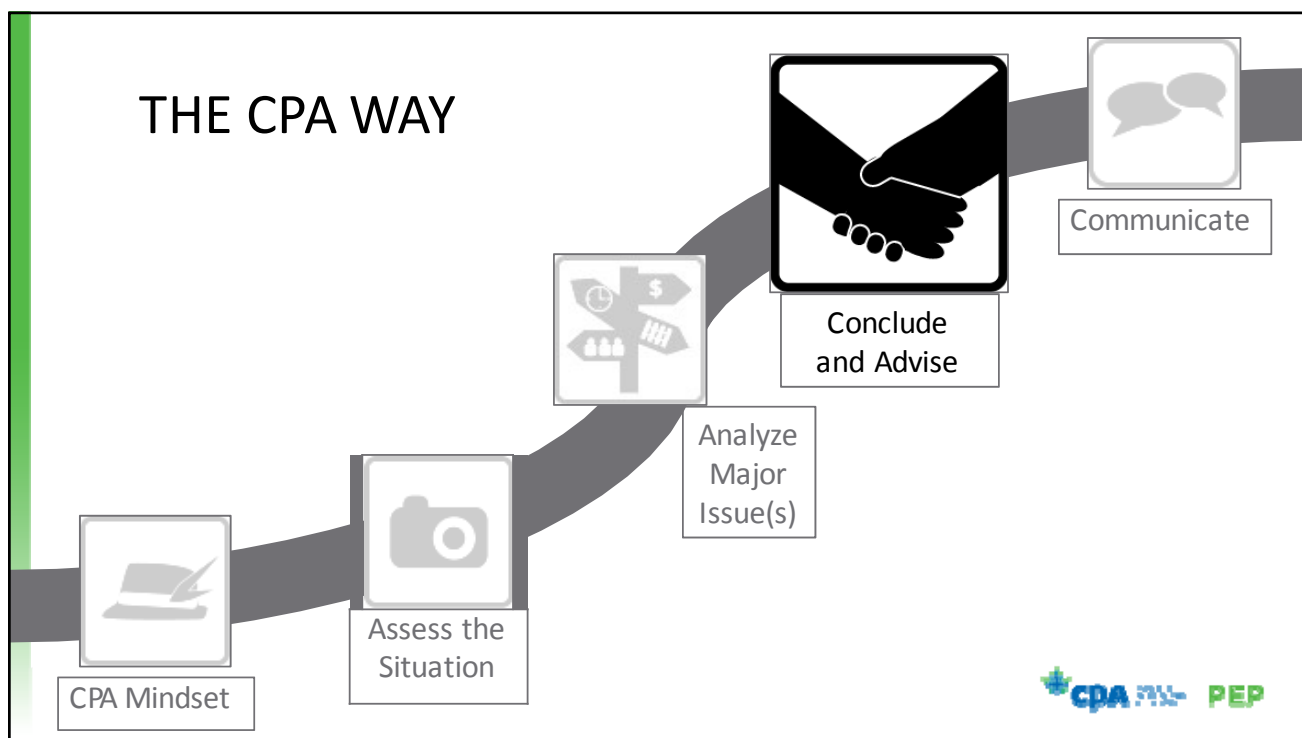 THE CPA WAY
CPA Mindset
Assess the
Situation
Analyze
Major
Issue(s)
$
Conclude
and Advise
Communicate
CPA
PEP